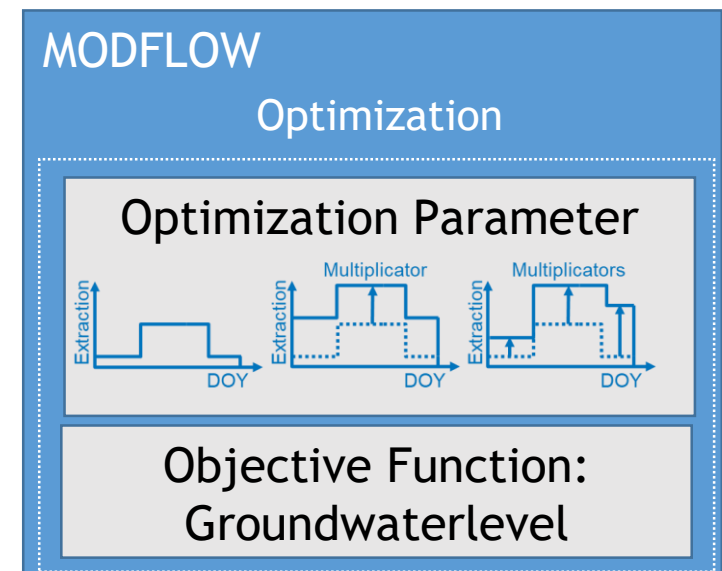 MODFLOW
Optimization
Optimization Parameter
Multiplicator
Multiplicators
Extraction
Extraction
Extraction
DOY
DOY
DOY
Objective Function:
Groundwaterlevel